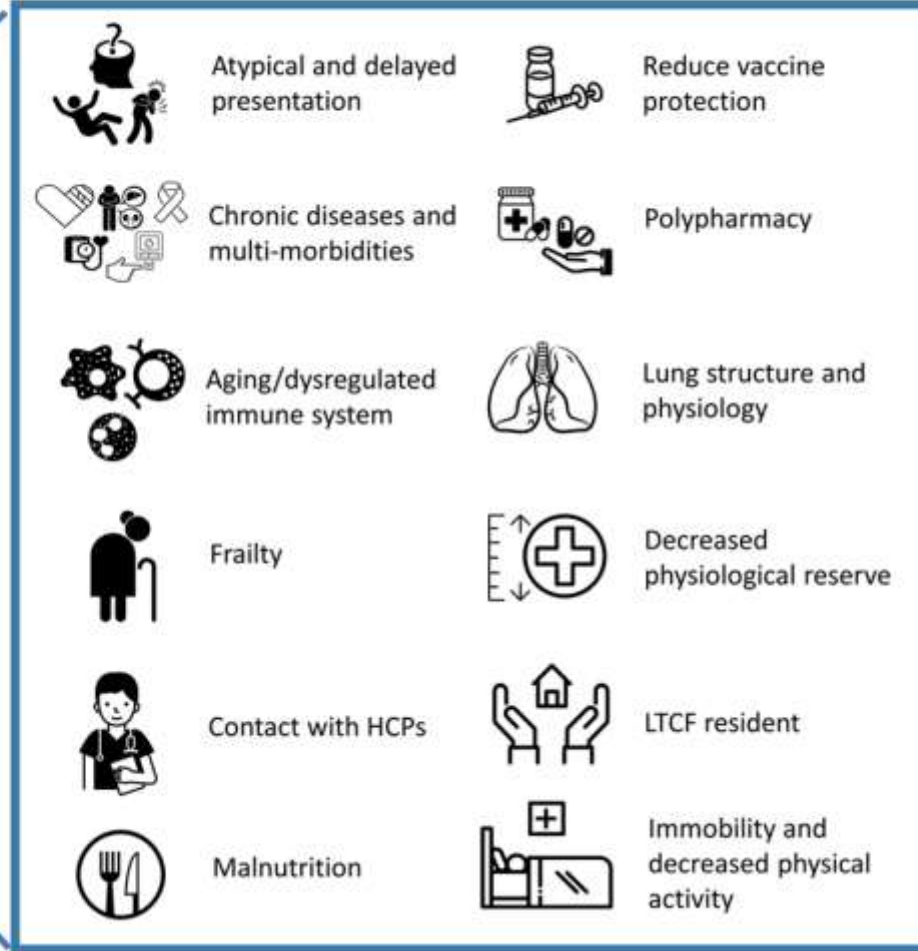 ?
Atypical and delayed
presentation
Reduce vaccine
protection
Chronic diseases and
multi-morbidities
Polypharmacy
Aging/dysregulated
immune system
Lung structure and
physiology
Frailty
Decreased
physiological reserve
Contact with HCPs
LTCF resident
Malnutrition
Immobility and
decreased physical
activity